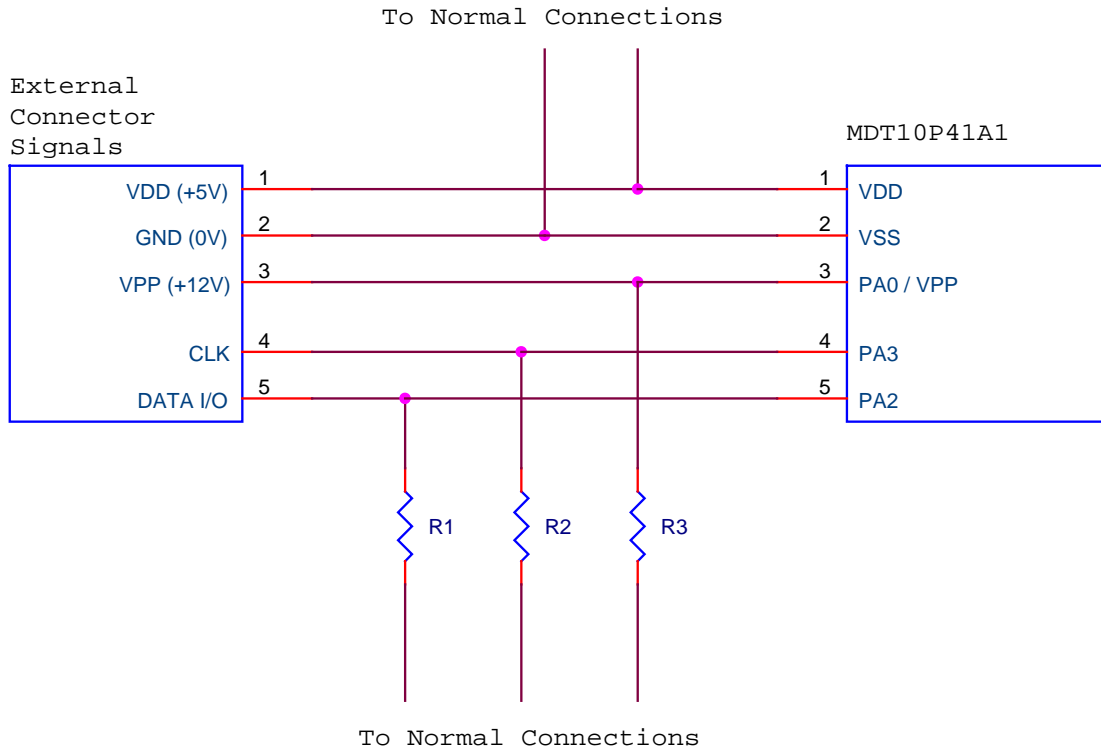 To Normal Connections
External
Connector
Signals
MDT10P41A1
VDD (+5V) 1 1 VDD
GND (0V) 2 2 VSS
VPP (+12V) 3 3 PA0 / VPP
CLK 4 4 PA3
DATA I/O 5 5 PA2
R1 R2 R3
To Normal Connections